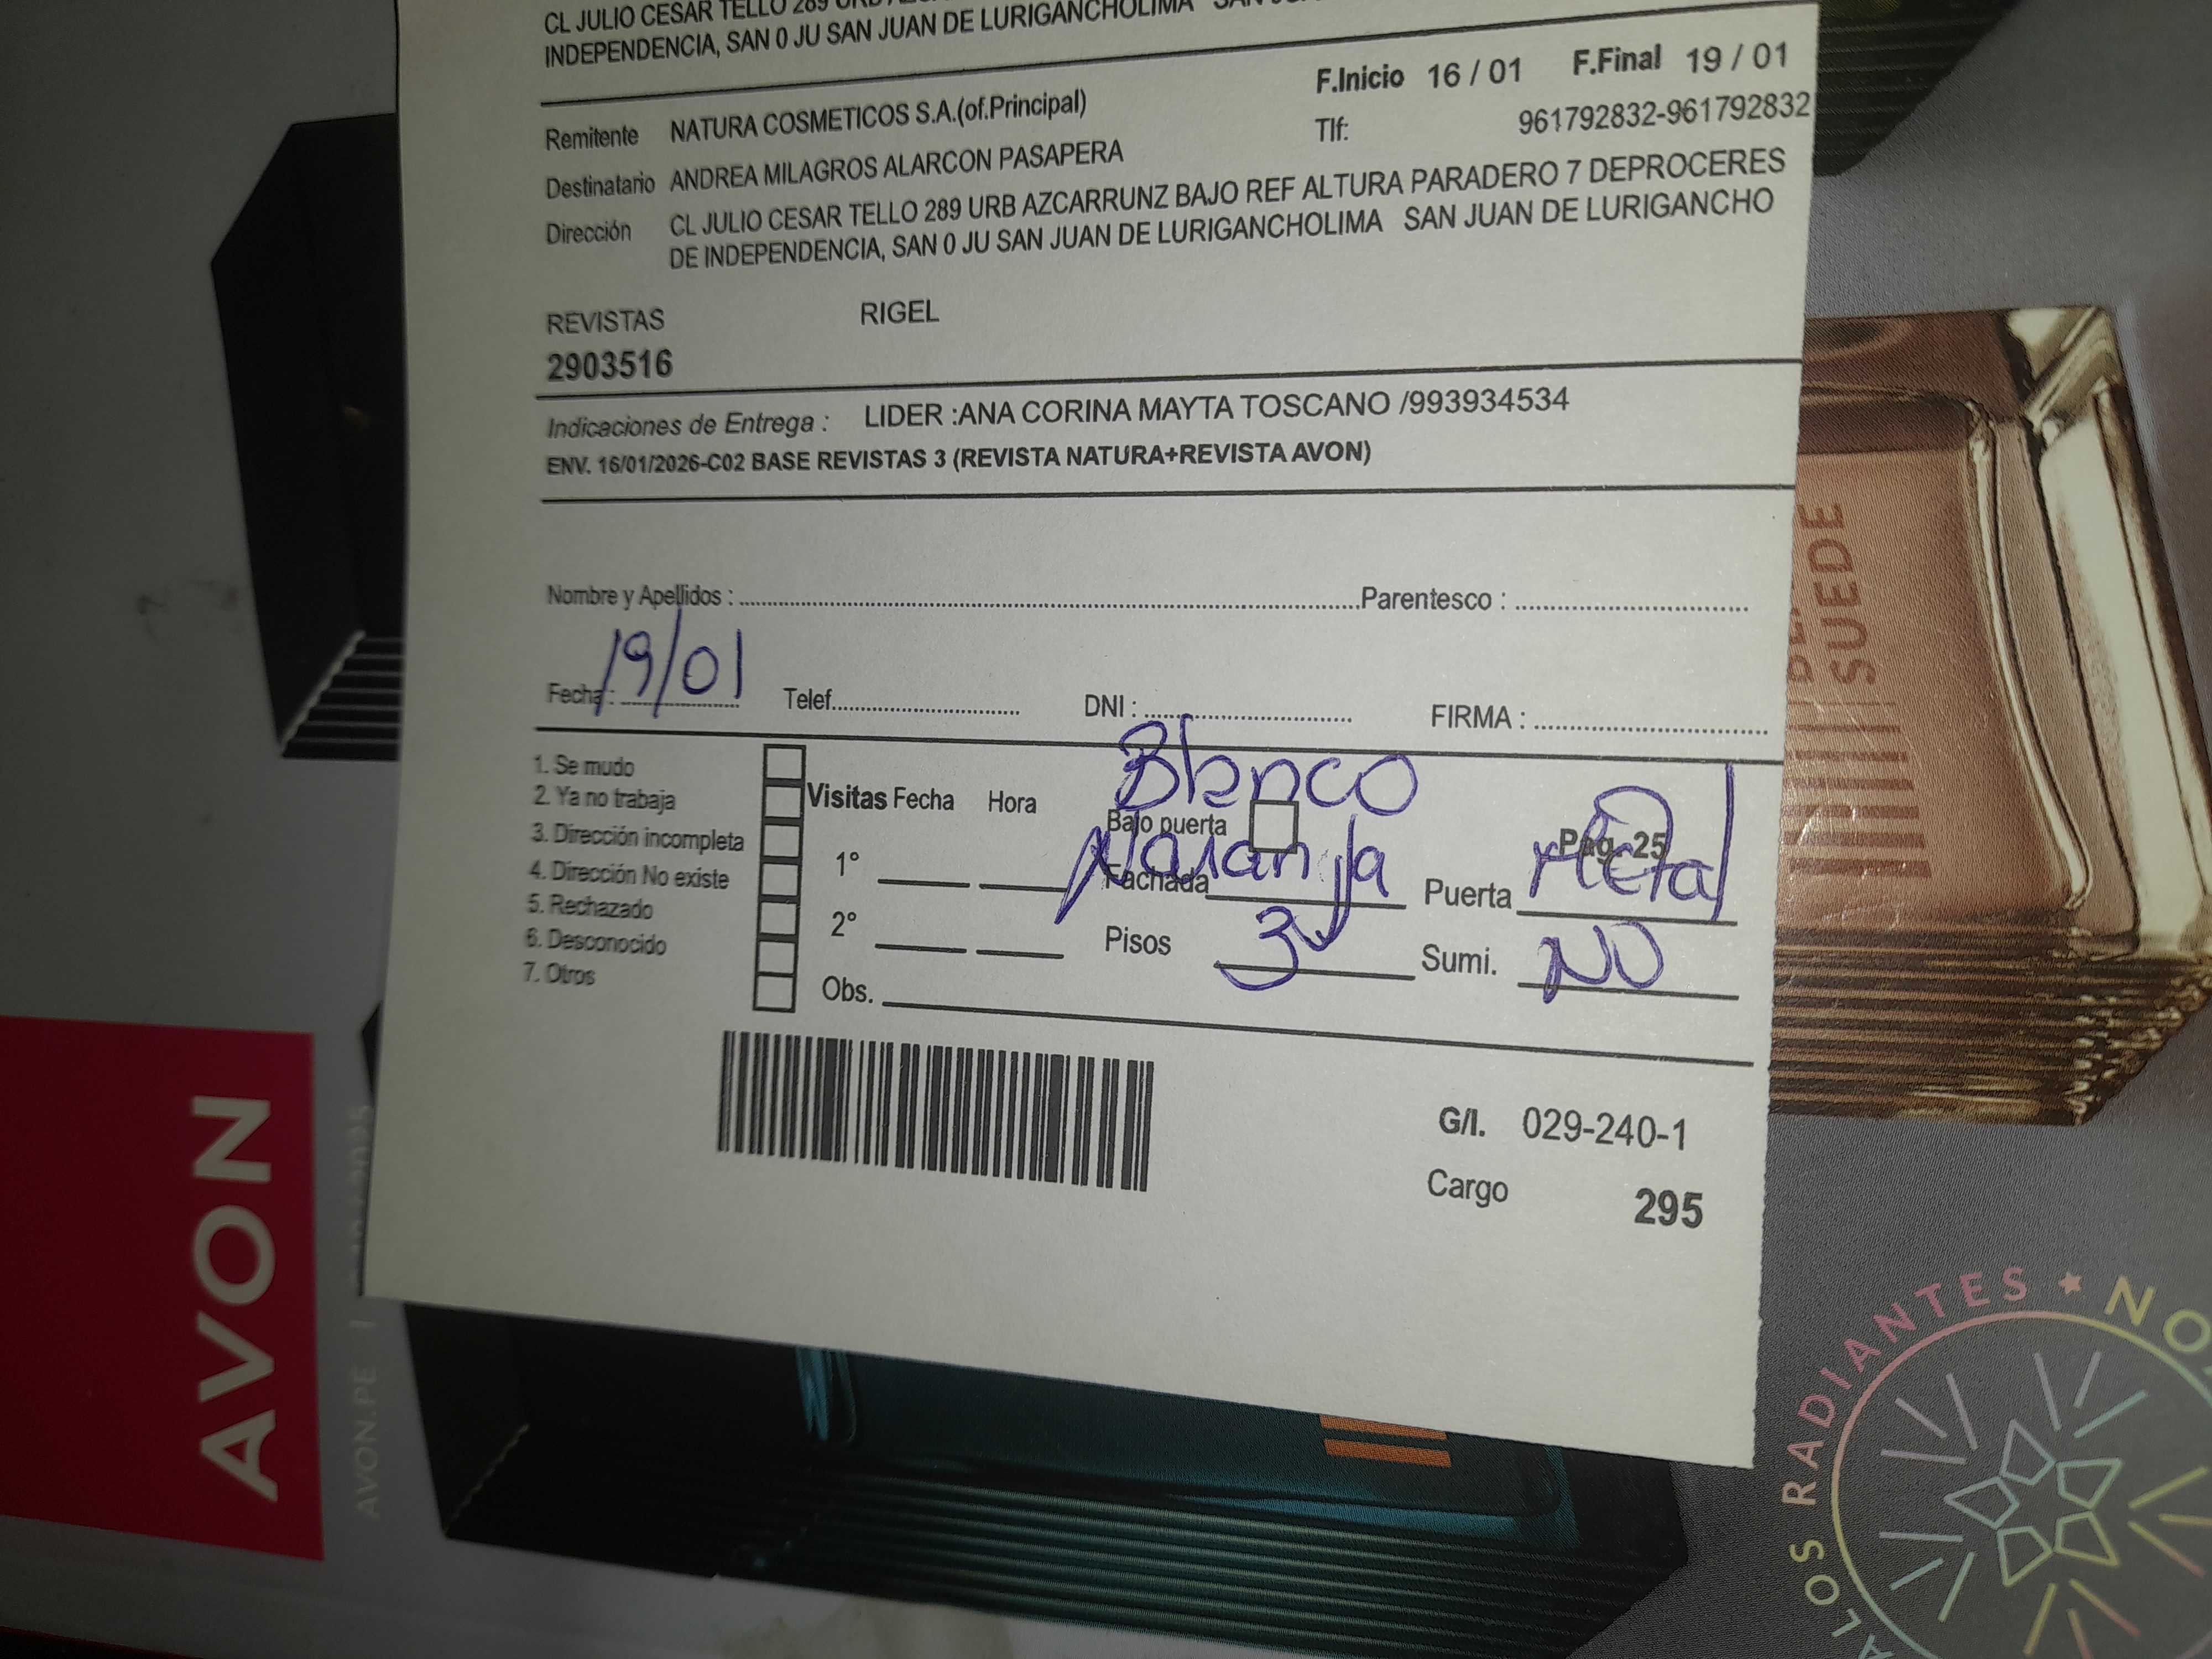 CL JULIO CESAR TELLO 289
INDEPENDENCIA, SAN 0 JU SAN JUAN DE LURIGANCHOLIMA
F.Inicio 16 / 01 F.Final 19 / 01
Remitente NATURA COSMETICOS S.A.(of.Principal)
Tlf: 961792832-961792832
Destinatario ANDREA MILAGROS ALARCON PASAPERA
Dirección CL JULIO CESAR TELLO 289 URB AZCARRUNZ BAJO REF ALTURA PARADERO 7 DEPROCERES
DE INDEPENDENCIA, SAN 0 JU SAN JUAN DE LURIGANCHOLIMA SAN JUAN DE LURIGANCHO
REVISTAS RIGEL
2903516
Indicaciones de Entrega : LIDER :ANA CORINA MAYTA TOSCANO /993934534
ENV. 16/01/2026-C02 BASE REVISTAS 3 (REVISTA NATURA+REVISTA AVON)
Nombre y Apellidos : Parentesco :
Fecha : 19/01 Telef. DNI : FIRMA :
1. Se mudo
2. Ya no trabaja
3. Dirección incompleta
4. Dirección No existe
5. Rechazado
6. Desconocido
7. Otros
Visitas Fecha Hora
1°
2°
Obs.
Blanco
Bajo puerta
Naranja
Fachada
Pag. 25
Puerta Metal
Pisos 3
Sumi. NO
G/I. 029-240-1
Cargo 295
SUEDE
AVON
AVON.PE
ALOS RADIANTES ★ NO